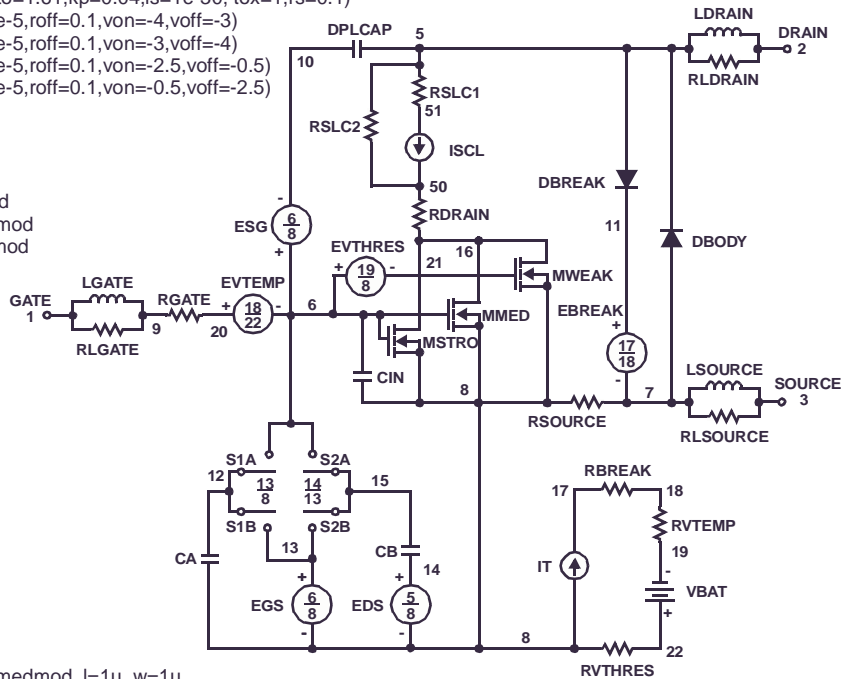 to=1.81,kp=0.04,is=1e-30, tox=1,rs=0.1)
e-5,roff=0.1,von=-4,voff=-3)
e-5,roff=0.1,von=-3,voff=-4)
e-5,roff=0.1,von=-2.5,voff=-0.5)
e-5,roff=0.1,von=-0.5,voff=-2.5)
d
mod
mod
LDRAIN
DPLCAP
5
DRAIN
2
10
RLDRAIN
RSLC1
51
RSLC2
ISCL
50
DBREAK
RDRAIN
ESG
6
8
-
+
11
DBODY
EVTHRES
16
21
+
19
8
-
MWEAK
LGATE
EVTEMP
GATE
1
RGATE
+
18
22
-
6
EBREAK
MMED
9
20
RLGATE
MSTRO
+
17
18
-
CIN
8
7
LSOURCE
SOURCE
3
RSOURCE
RLSOURCE
S1A
S2A
12
13
8
14
13
15
RBREAK
17
18
S1B
S2B
RVTEMP
13
CB
CA
19
14
IT
-
VBAT
+
+
EGS
6
8
-
+
EDS
5
8
-
8
22
RVTHRES
medmod l=1u w=1u